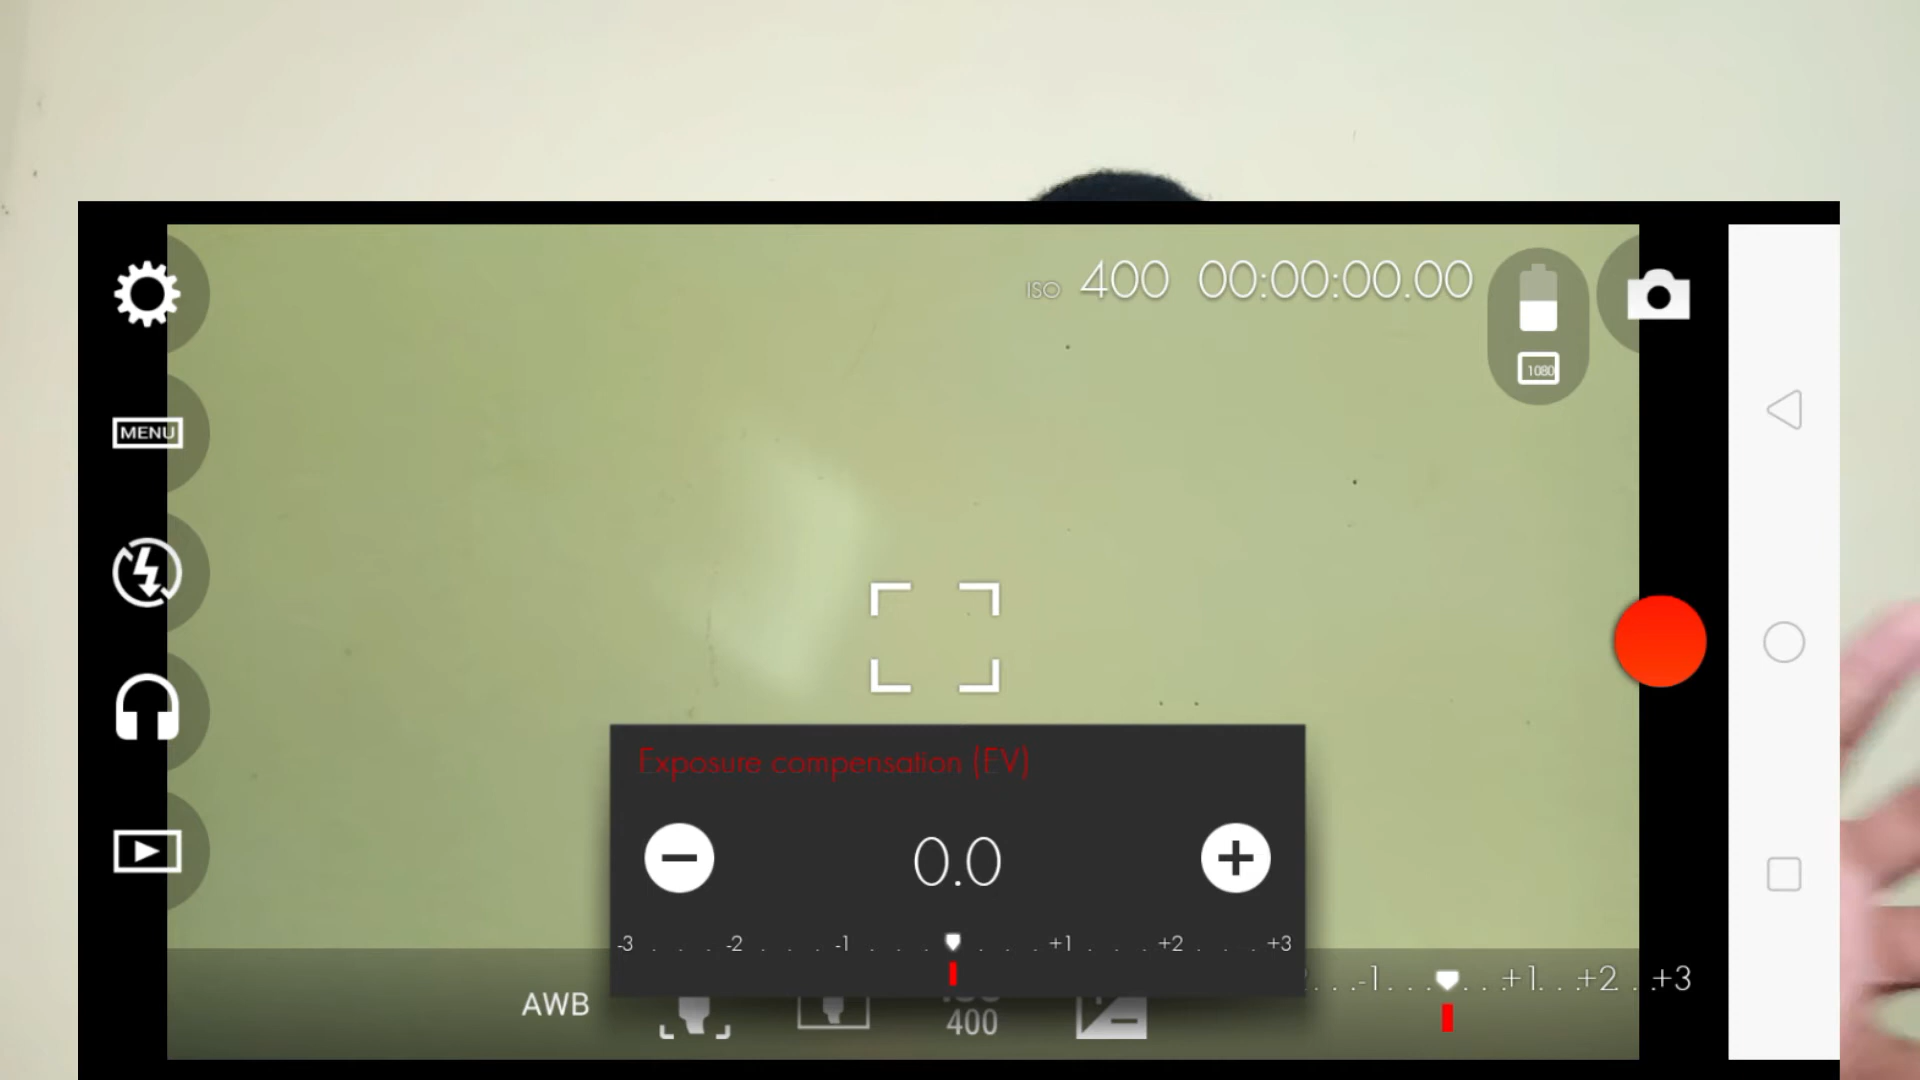 ISO 400 00:00:00.00
1080
MENU
Exposure compensation (EV)
0.0
-3 . . . -2 . . . -1 . . . . . . +1 . . . +2 . . . +3
. . . -1 . . . . . . +1 . . . +2 . . +3
AWB
400